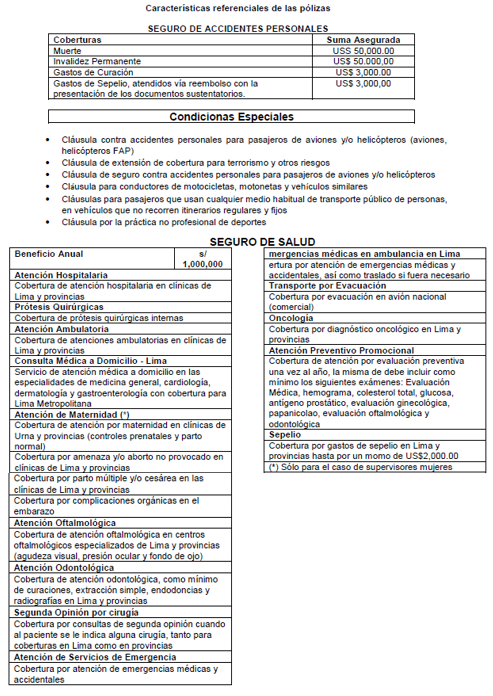 Características referenciales de las pólizas
SEGURO DE ACCIDENTES PERSONALES
Coberturas Suma Asegurada
Muerte US$ 50,000.00
Invalidez Permanente US$ 50.000,00
Gastos de Curación US$ 3,000.00
Gastos de Sepelio, atendidos vía reembolso con la US$ 3,000,00
presentación de los documentos sustentatorios.
Condicionas Especiales
• Cláusula contra accidentes personales para pasajeros de aviones y/o helicópteros (aviones,
helicópteros FAP)
• Cláusula de extensión de cobertura para terrorismo y otros riesgos
• Cláusula de seguro contra accidentes personales para pasajeros de aviones y/o helicópteros
• Cláusula para conductores de motocicletas, motonetas y vehículos similares
• Cláusulas para pasajeros que usan cualquier medio habitual de transporte público de personas,
en vehículos que no recorren itinerarios regulares y fijos
• Cláusula por la práctica no profesional de deportes
SEGURO DE SALUD
Beneficio Anual s/
1,000,000
Atención Hospitalaria
Cobertura de atención hospitalaria en clínicas de
Lima y provincias
Prótesis Quirúrgicas
Cobertura de prótesis quirúrgicas internas
Atención Ambulatoria
Cobertura de atenciones ambulatorias en clínicas de
Lima y provincias
Consulta Médica a Domicilio - Lima
Servicio de atención médica a domicilio en las
especialidades de medicina general, cardiología,
dermatología y gastroenterología con cobertura para
Lima Metropolitana
Atención de Maternidad (*)
Cobertura de atención por maternidad en clínicas de
Urna y provincias (controles prenatales y parto
normal)
Cobertura por amenaza y/o aborto no provocado en
clínicas de Lima y provincias
Cobertura por parto múltiple y/o cesárea en las
clínicas de Lima y provincias
Cobertura por complicaciones orgánicas en el
embarazo
Atención Oftalmológica
Cobertura de atención oftalmológica en centros
oftalmológicos especializados de Lima y provincias
(agudeza visual, presión ocular y fondo de ojo)
Atención Odontológica
Cobertura de atención odontológica, como mínimo
de curaciones, extracción simple, endodoncias y
radiografías en Lima y provincias
Segunda Opinión por cirugía
Cobertura por consultas de segunda opinión cuando
al paciente se le indica alguna cirugía, tanto para
coberturas en Lima como en provincias
Atención de Servicios de Emergencia
Cobertura por atención de emergencias médicas y
accidentales
mergencias médicas en ambulancia en Lima
ertura por atención de emergencias médicas y
accidentales, así como traslado si fuera necesario
Transporte por Evacuación
Cobertura por evacuación en avión nacional
(comercial)
Oncología
Cobertura por diagnóstico oncológico en Lima y
provincias
Atención Preventivo Promocional
Cobertura de atención por evaluación preventiva
una vez al año, la misma de debe incluir como
mínimo los siguientes exámenes: Evaluación
Médica, hemograma, colesterol total, glucosa,
antígeno prostático, evaluación ginecológica,
papanicolao, evaluación oftalmológica y
odontológica
Sepelio
Cobertura por gastos de sepelio en Lima y
provincias hasta por un momo de US$2,000.00
(*) Sólo para el caso de supervisores mujeres